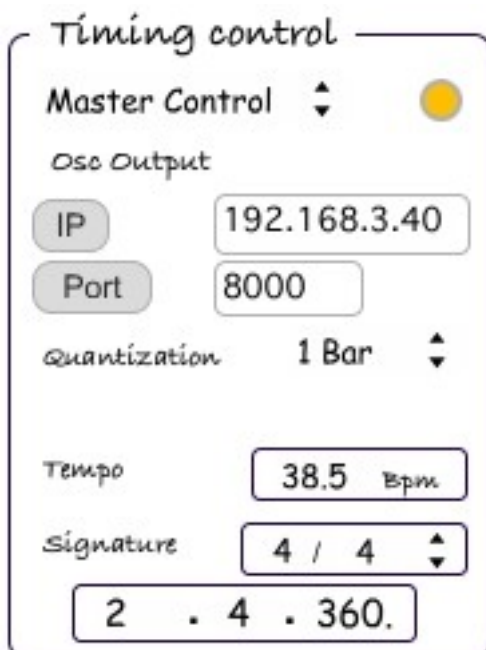 Timing control
Master Control
Osc Output
IP 192.168.3.40
Port 8000
Quantization 1 Bar
Tempo 38.5 Bpm
Signature 4 / 4
2 . 4 . 360.